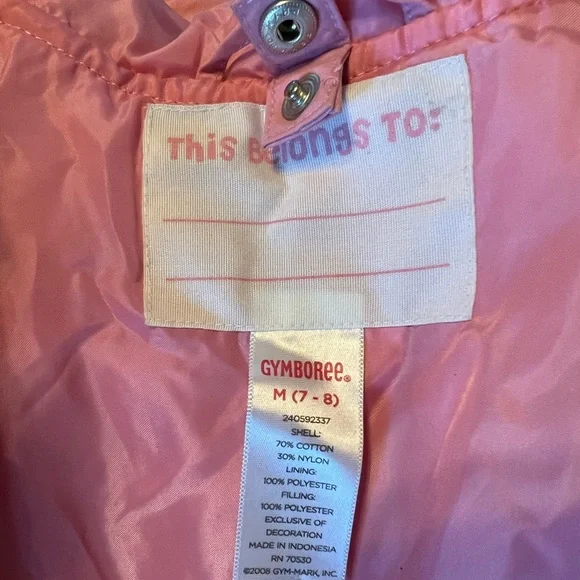 THIS BELONGS TO:
GYMBOREE®
M (7 - 8)
240592337
SHELL:
70% COTTON
30% NYLON
LINING:
100% POLYESTER
FILLING:
100% POLYESTER
EXCLUSIVE OF
DECORATION
MADE IN INDONESIA
RN 70530
©2008 GYM-MARK, INC.